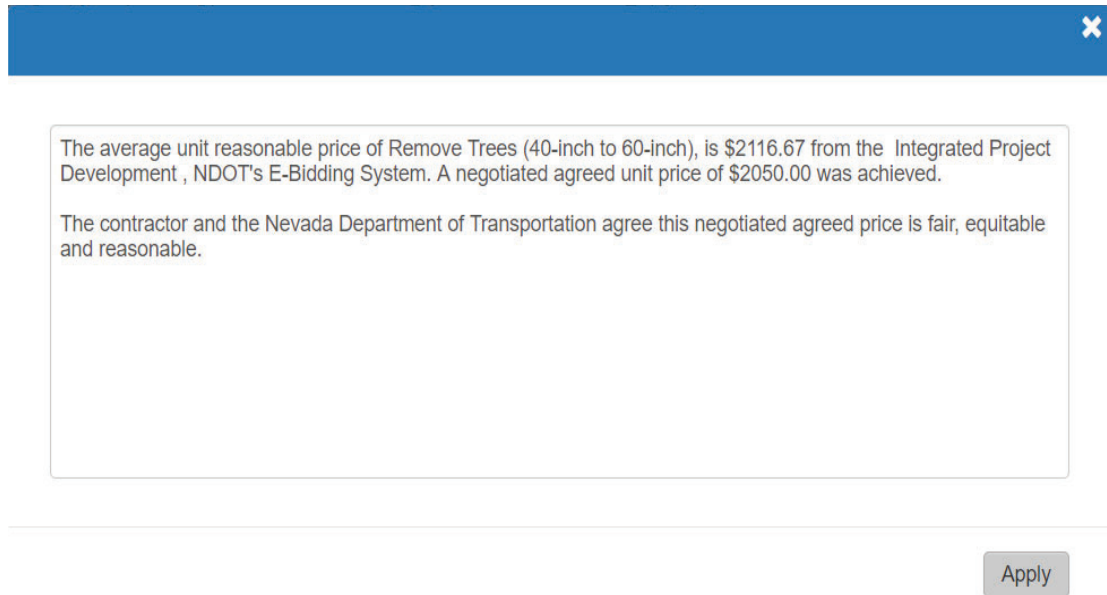 The average unit reasonable price of Remove Trees (40-inch to 60-inch), is $2116.67 from the  Integrated Project
Development , NDOT's E-Bidding System. A negotiated agreed unit price of $2050.00 was achieved.
The contractor and the Nevada Department of Transportation agree this negotiated agreed price is fair, equitable
and reasonable.
Apply